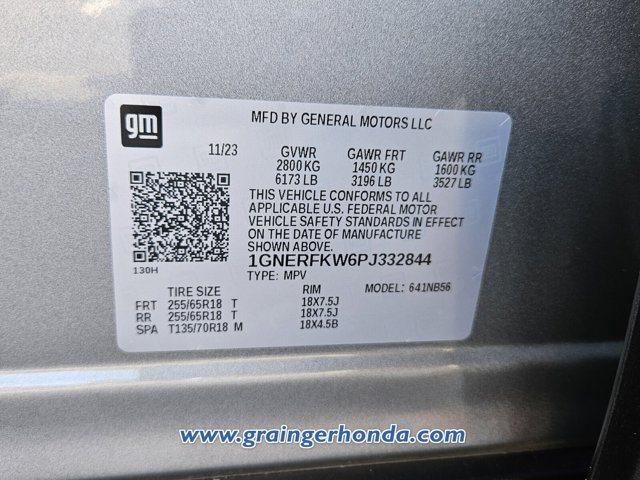 gm
MFD BY GENERAL MOTORS LLC
11/23 GVWR GAWR FRT GAWR RR
2800 KG 1450 KG 1600 KG
6173 LB 3196 LB 3527 LB
THIS VEHICLE CONFORMS TO ALL
APPLICABLE U.S. FEDERAL MOTOR
VEHICLE SAFETY STANDARDS IN EFFECT
ON THE DATE OF MANUFACTURE
SHOWN ABOVE.
130H
1GNERFKW6PJ332844
TYPE: MPV MODEL: 641NB56
TIRE SIZE RIM
FRT 255/65R18 T 18X7.5J
RR 255/65R18 T 18X7.5J
SPA T135/70R18 M 18X4.5B
www.graingerhonda.com